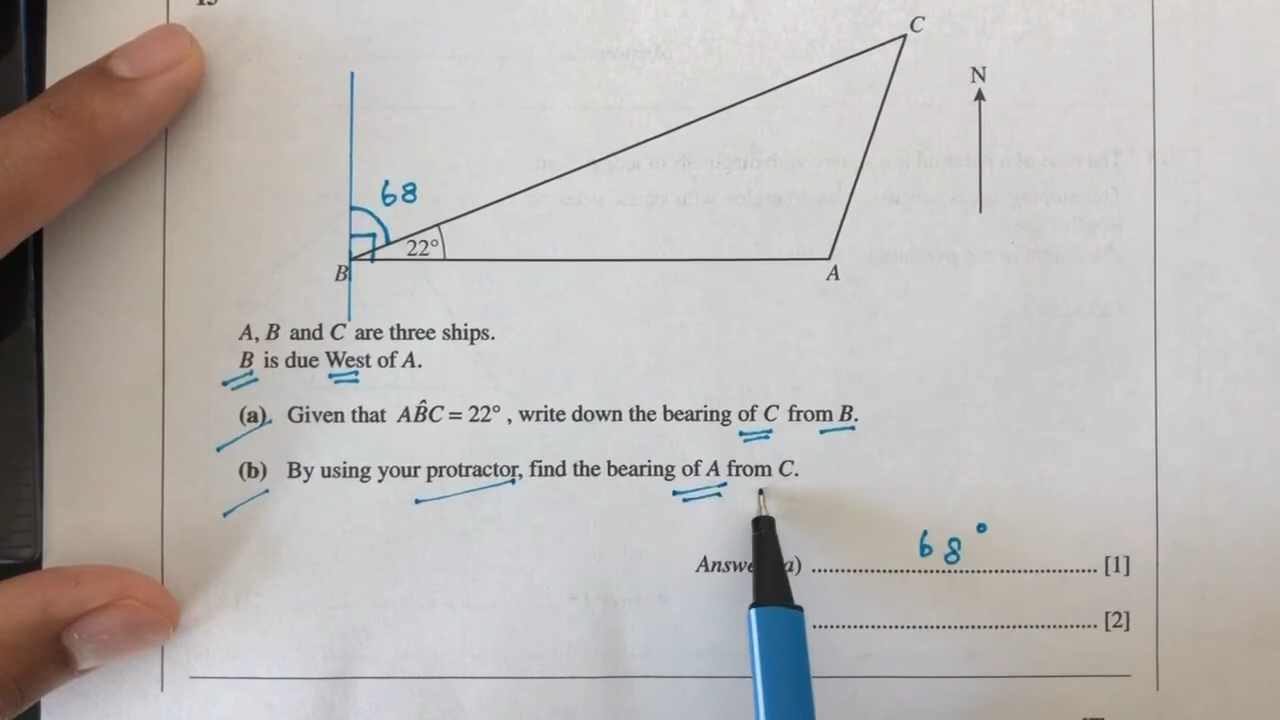 C
N
68
22°
B
A
A, B and C are three ships.
B is due West of A.
(a) Given that AB̂C = 22° , write down the bearing of C from B.
(b) By using your protractor, find the bearing of A from C.
68°
a) .................................................... [1]
.................................................... [2]